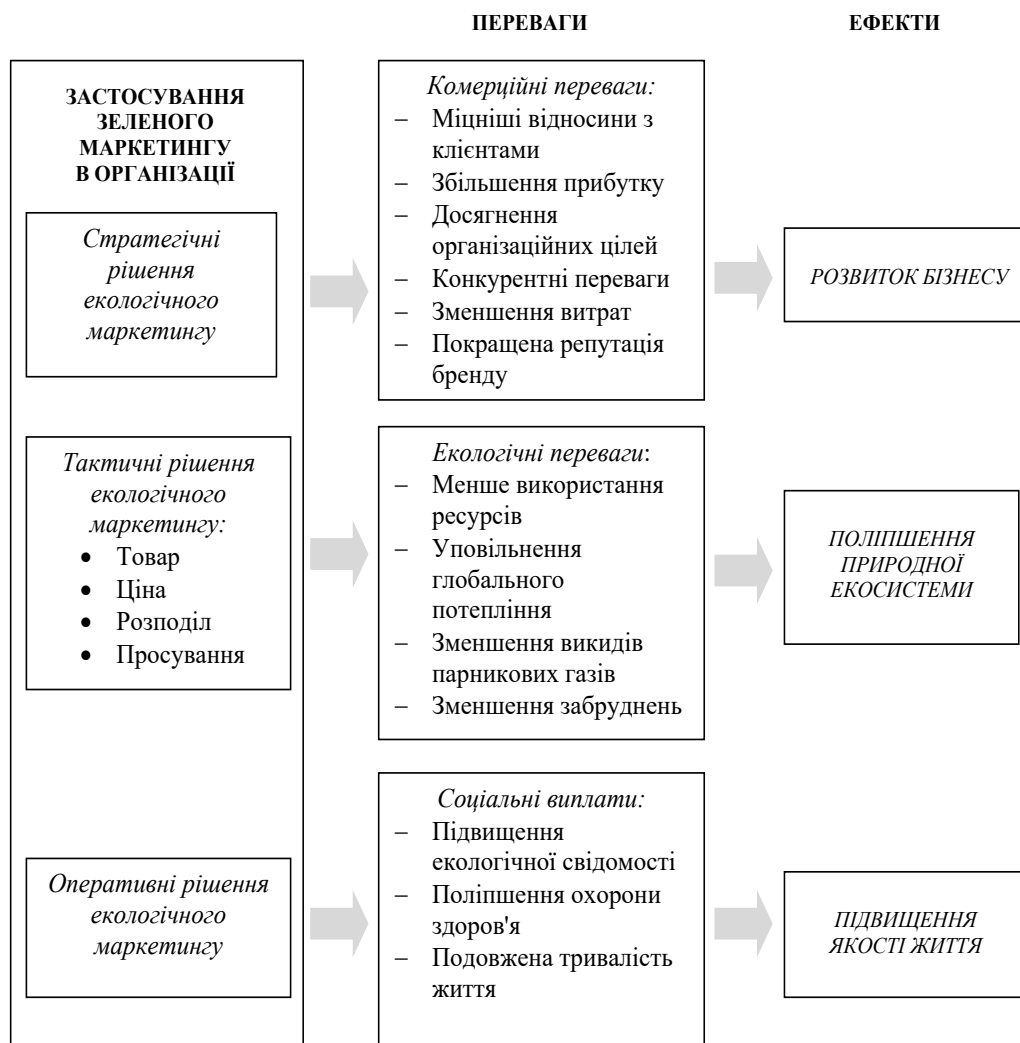 ПЕРЕВАГИ
ЕФЕКТИ
ЗАСТОСУВАННЯ
ЗЕЛЕНОГО
МАРКЕТИНГУ
В ОРГАНІЗАЦІЇ
Стратегічні
рішення
екологічного
маркетингу
Комерційні переваги:
– Міцніші відносини з
клієнтами
– Збільшення прибутку
– Досягнення
організаційних цілей
– Конкурентні переваги
– Зменшення витрат
– Покращена репутація
бренду
РОЗВИТОК БІЗНЕСУ
Тактичні рішення
екологічного
маркетингу:
• Товар
• Ціна
• Розподіл
• Просування
Екологічні переваги:
– Менше використання
ресурсів
– Уповільнення
глобального
потепління
– Зменшення викидів
парникових газів
– Зменшення забруднень
ПОЛІПШЕННЯ
ПРИРОДНОЇ
ЕКОСИСТЕМИ
Оперативні рішення
екологічного
маркетингу
Соціальні виплати:
– Підвищення
екологічної свідомості
– Поліпшення охорони
здоров'я
– Подовжена тривалість
життя
ПІДВИЩЕННЯ
ЯКОСТІ ЖИТТЯ